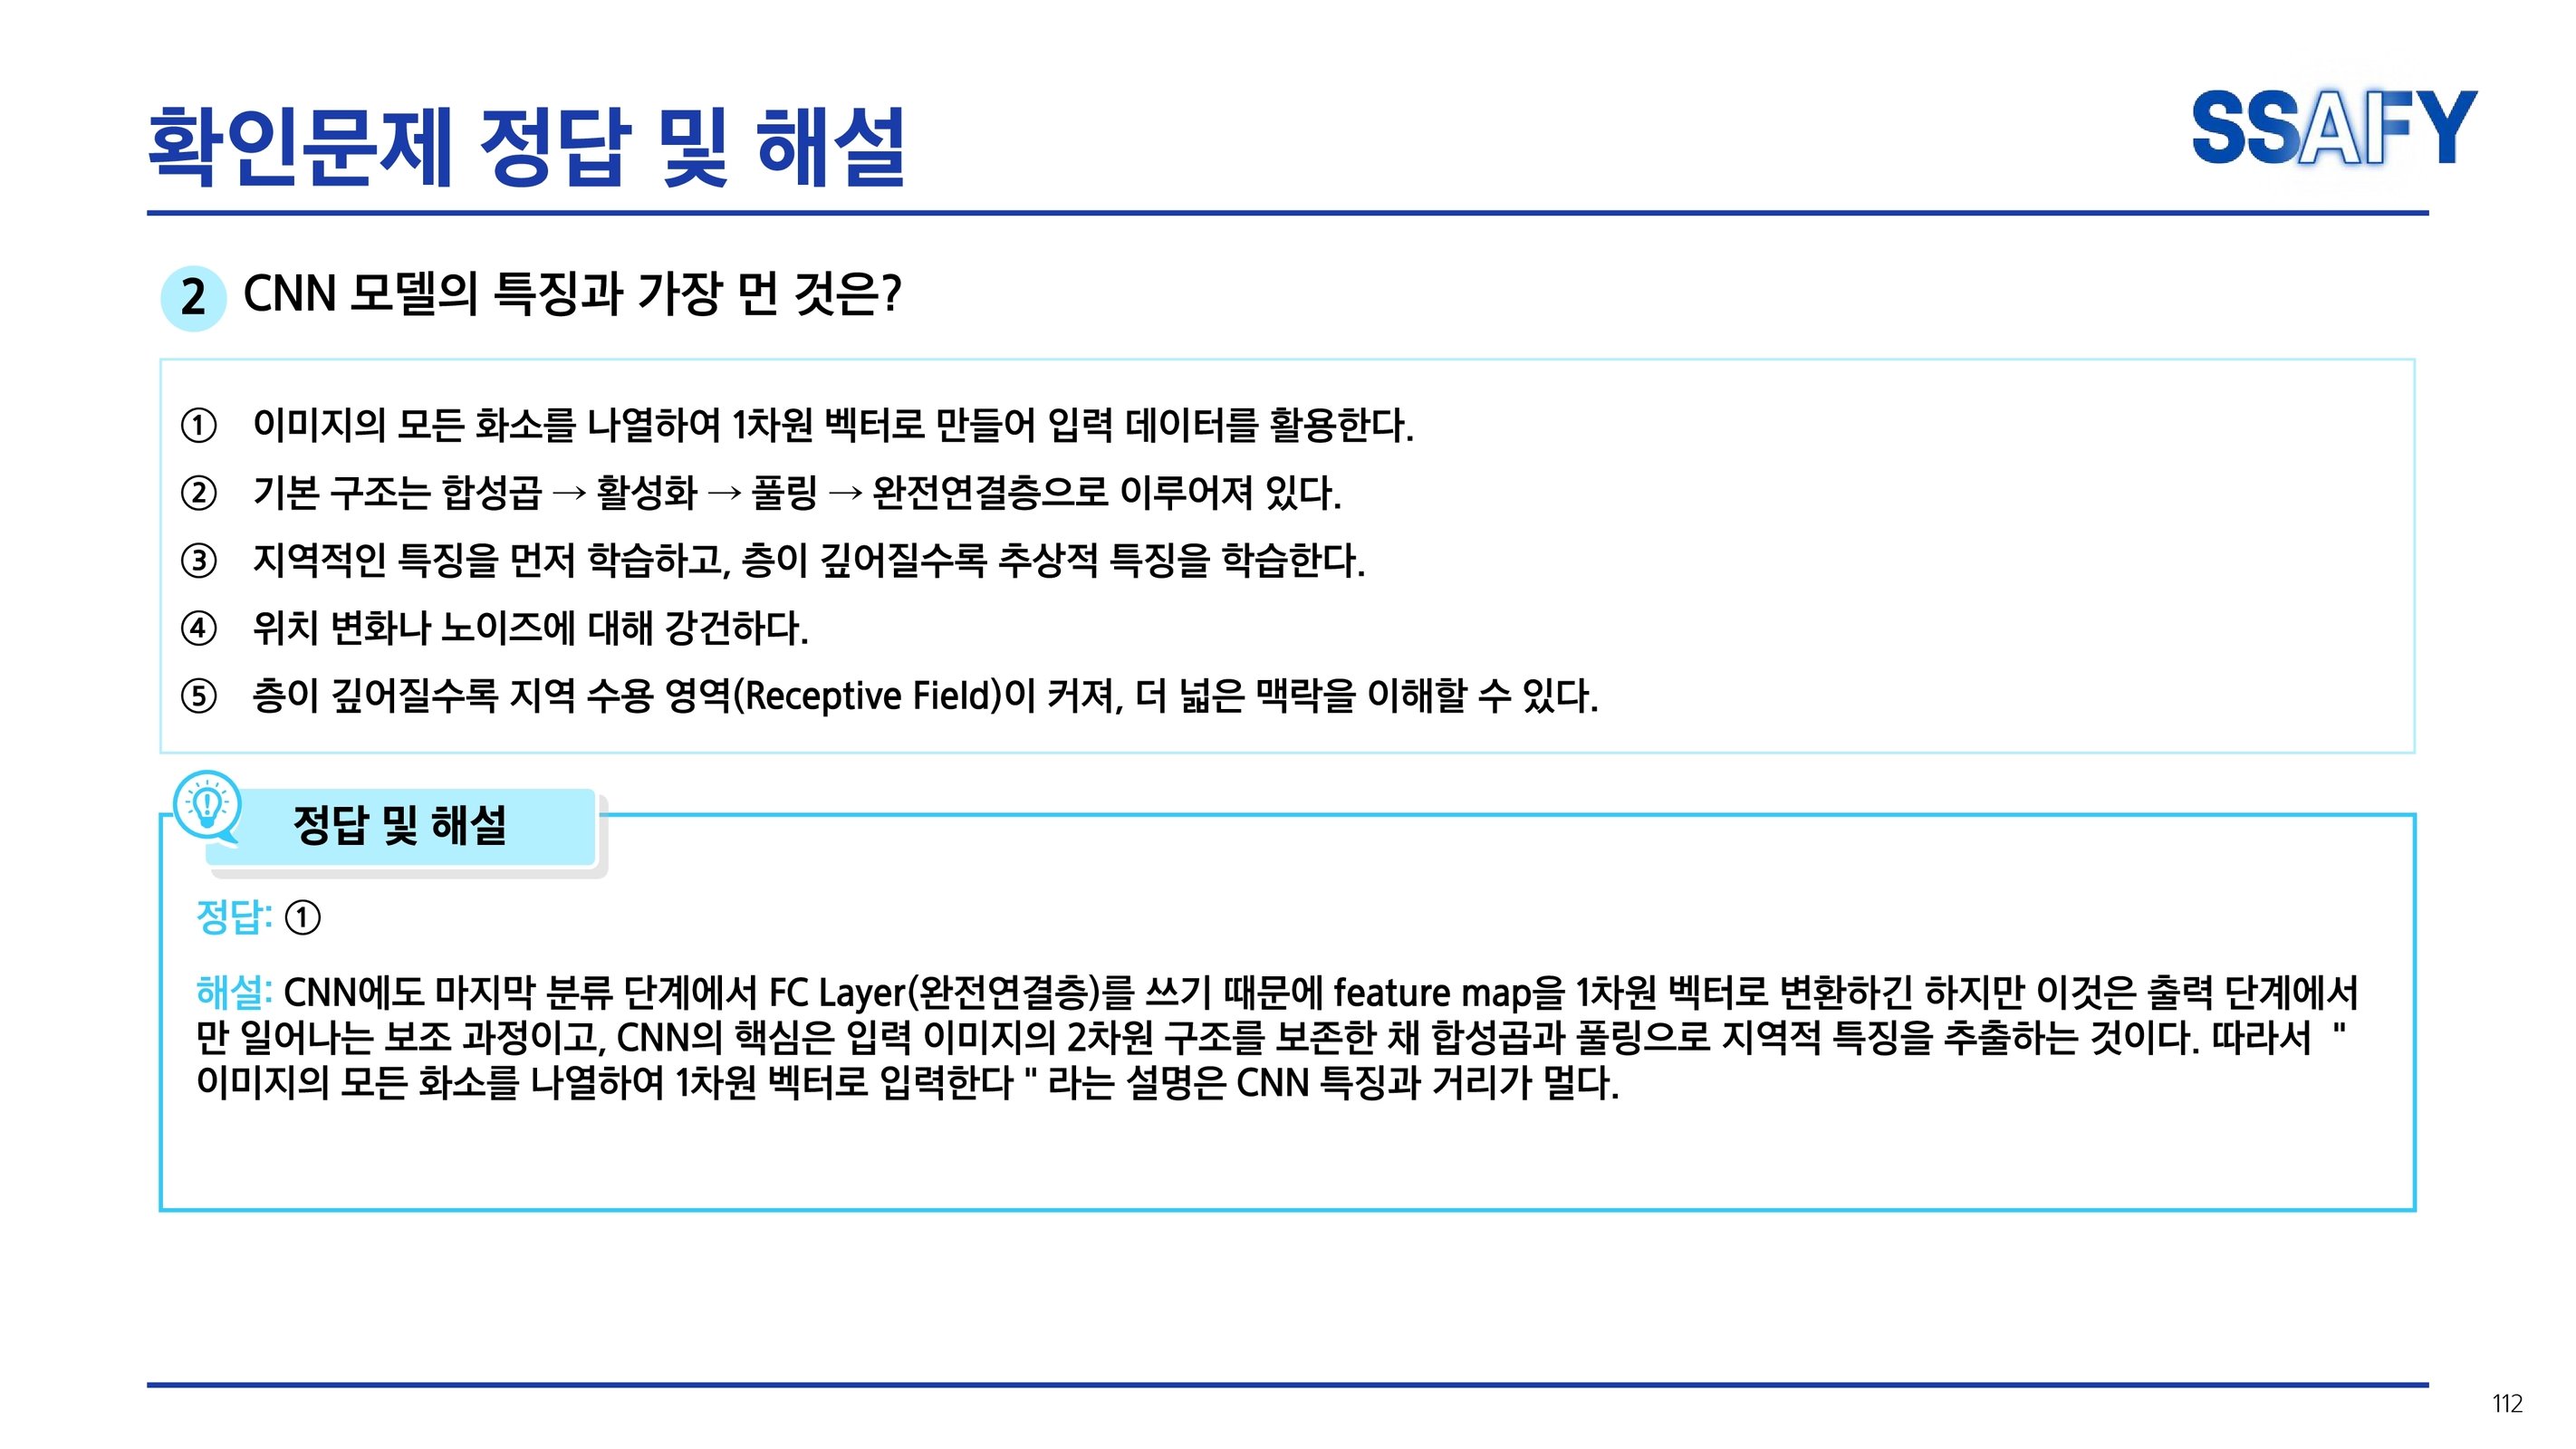 확인문제 정답 및 해설
SSAFY
2 CNN 모델의 특징과 가장 먼 것은?
① 이미지의 모든 화소를 나열하여 1차원 벡터로 만들어 입력 데이터를 활용한다.
② 기본 구조는 합성곱 → 활성화 → 풀링 → 완전연결층으로 이루어져 있다.
③ 지역적인 특징을 먼저 학습하고, 층이 깊어질수록 추상적 특징을 학습한다.
④ 위치 변화나 노이즈에 대해 강건하다.
⑤ 층이 깊어질수록 지역 수용 영역(Receptive Field)이 커져, 더 넓은 맥락을 이해할 수 있다.
정답 및 해설
정답: ①
해설: CNN에도 마지막 분류 단계에서 FC Layer(완전연결층)를 쓰기 때문에 feature map을 1차원 벡터로 변환하긴 하지만 이것은 출력 단계에서
만 일어나는 보조 과정이고, CNN의 핵심은 입력 이미지의 2차원 구조를 보존한 채 합성곱과 풀링으로 지역적 특징을 추출하는 것이다. 따라서 "
이미지의 모든 화소를 나열하여 1차원 벡터로 입력한다 " 라는 설명은 CNN 특징과 거리가 멀다.
112